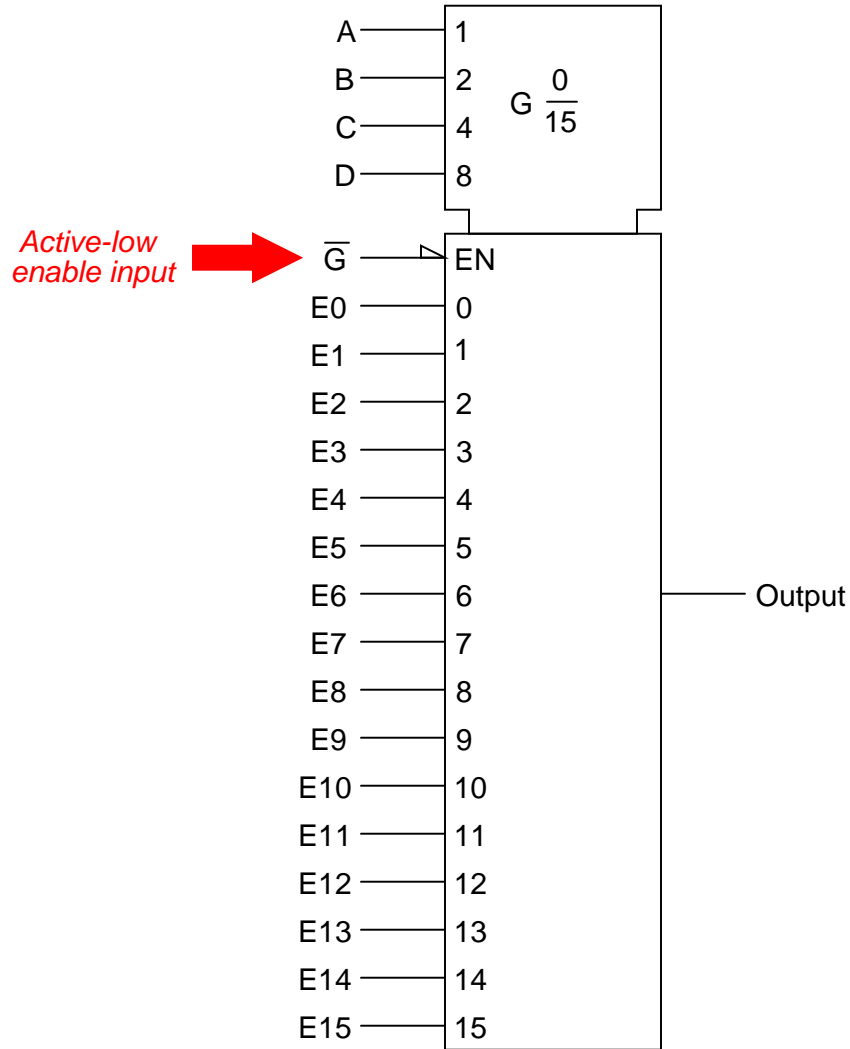 A 1
B 2
G 0/15
C 4
D 8
Active-low
enable input
G̅ EN
E0 0
E1 1
E2 2
E3 3
E4 4
E5 5
E6 6
Output
E7 7
E8 8
E9 9
E10 10
E11 11
E12 12
E13 13
E14 14
E15 15